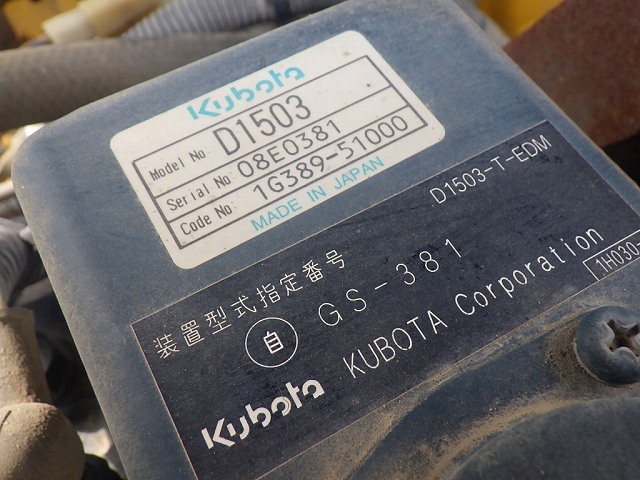 Kubota
Model No. D1503
Serial No. 08E0381
Code No. 1G389-51000
MADE IN JAPAN
D1503-T-EDM
装置型式指定番号
自 GS-381
Kubota KUBOTA Corporation
1H030-